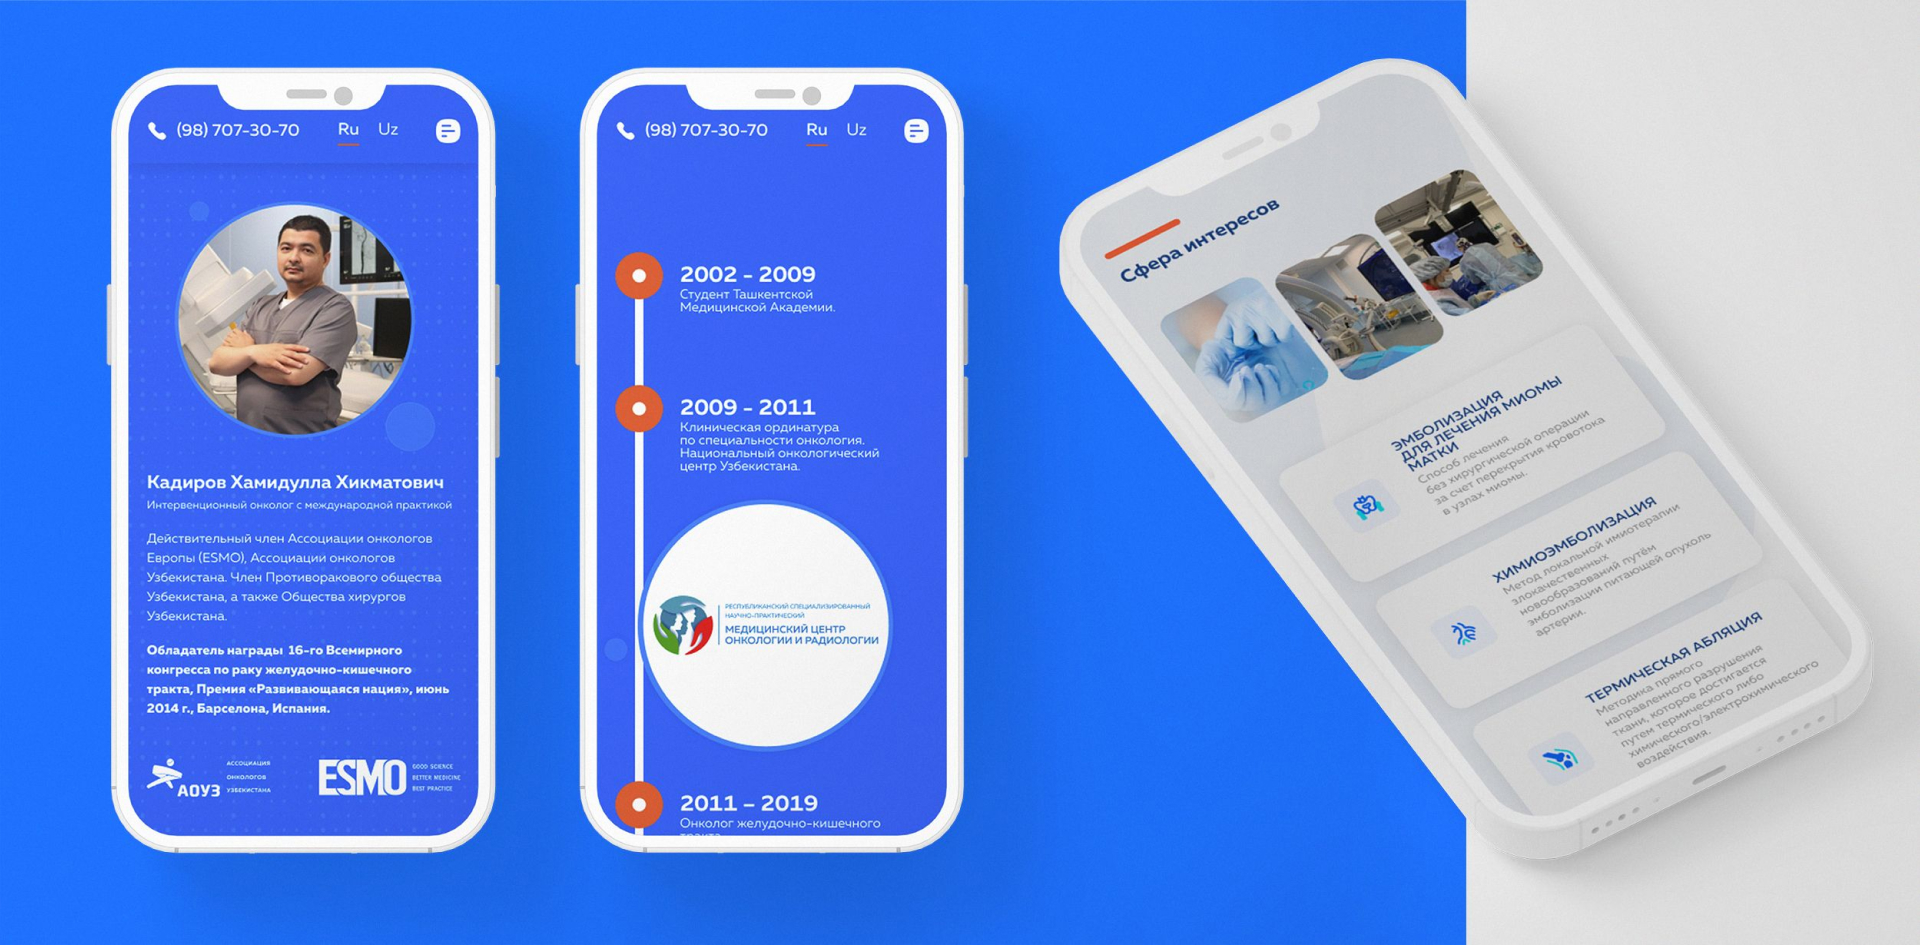 (98) 707-30-70
Ru Uz
Кадиров Хамидулла Хикматович
Интервенционный онколог с международной практикой
Действительный член Ассоциации онкологов
Европы (ESMO), Ассоциации онкологов
Узбекистана. Член Противоракового общества
Узбекистана, а также Общества хирургов
Узбекистана.
Обладатель награды 16-го Всемирного
конгресса по раку желудочно-кишечного
тракта, Премия «Развивающаяся нация», июнь
2014 г., Барселона, Испания.
АОУЗ
АССОЦИАЦИЯ
ОНКОЛОГОВ
УЗБЕКИСТАНА
ESMO
GOOD SCIENCE
BETTER MEDICINE
BEST PRACTICE
(98) 707-30-70
Ru Uz
2002 - 2009
Студент Ташкентской
Медицинской Академии.
2009 - 2011
Клиническая ординатура
по специальности онкология.
Национальный онкологический
центр Узбекистана.
РЕСПУБЛИКАНСКИЙ СПЕЦИАЛИЗИРОВАННЫЙ
НАУЧНО-ПРАКТИЧЕСКИЙ
МЕДИЦИНСКИЙ ЦЕНТР
ОНКОЛОГИИ И РАДИОЛОГИИ
2011 – 2019
Онколог желудочно-кишечного
тракта
Сфера интересов
ЭМБОЛИЗАЦИЯ
ДЛЯ ЛЕЧЕНИЯ МИОМЫ
МАТКИ
Способ лечения
без хирургической операции
за счет перекрытия кровотока
в узлах миомы.
ХИМИОЭМБОЛИЗАЦИЯ
Метод локальной химиотерапии
злокачественных
новообразований путём
эмболизации питающей опухоль
артерии.
ТЕРМИЧЕСКАЯ АБЛЯЦИЯ
Методика прямого
направленного разрушения
ткани, которое достигается
путем термического либо
химического/электрохимического
воздействия.